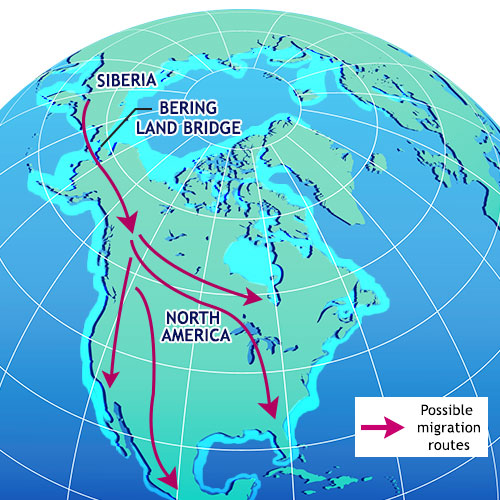 SIBERIA
BERING
LAND BRIDGE
NORTH
AMERICA
Possible
migration
routes